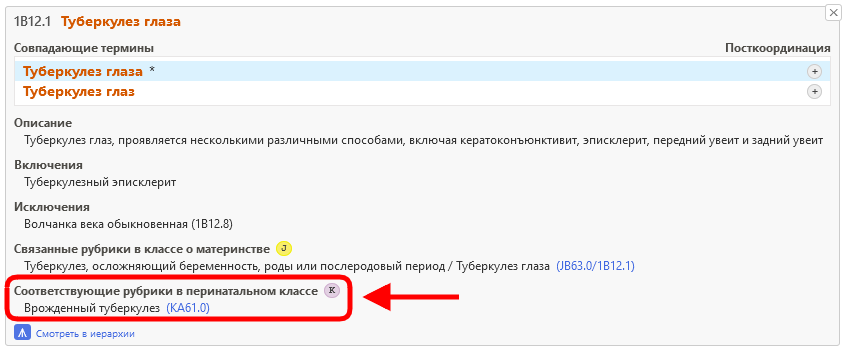 1B12.1 Туберкулез глаза
Совпадающие термины Посткоординация
Туберкулез глаза *
Туберкулез глаз
Описание
Туберкулез глаз, проявляется несколькими различными способами, включая кератоконъюнктивит, эписклерит, передний увеит и задний увеит
Включения
Туберкулезный эписклерит
Исключения
Волчанка века обыкновенная (1B12.8)
Связанные рубрики в классе о материнстве J
Туберкулез, осложняющий беременность, роды или послеродовый период / Туберкулез глаза (JB63.0/1B12.1)
Соответствующие рубрики в перинатальном классе K
Врожденный туберкулез (KA61.0)
Смотреть в иерархии